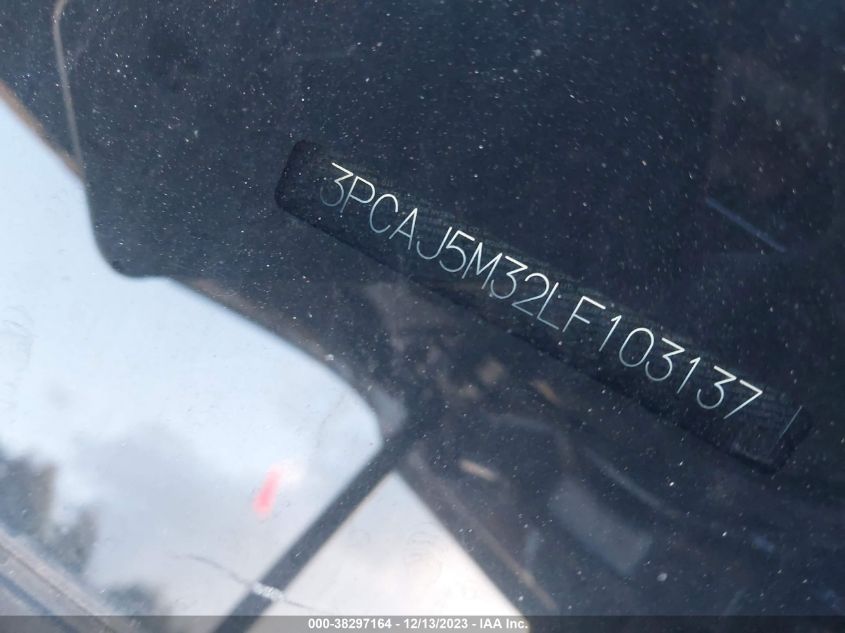 3PCAJ5M32LF103137
000-38297164 - 12/13/2023 - IAA Inc.